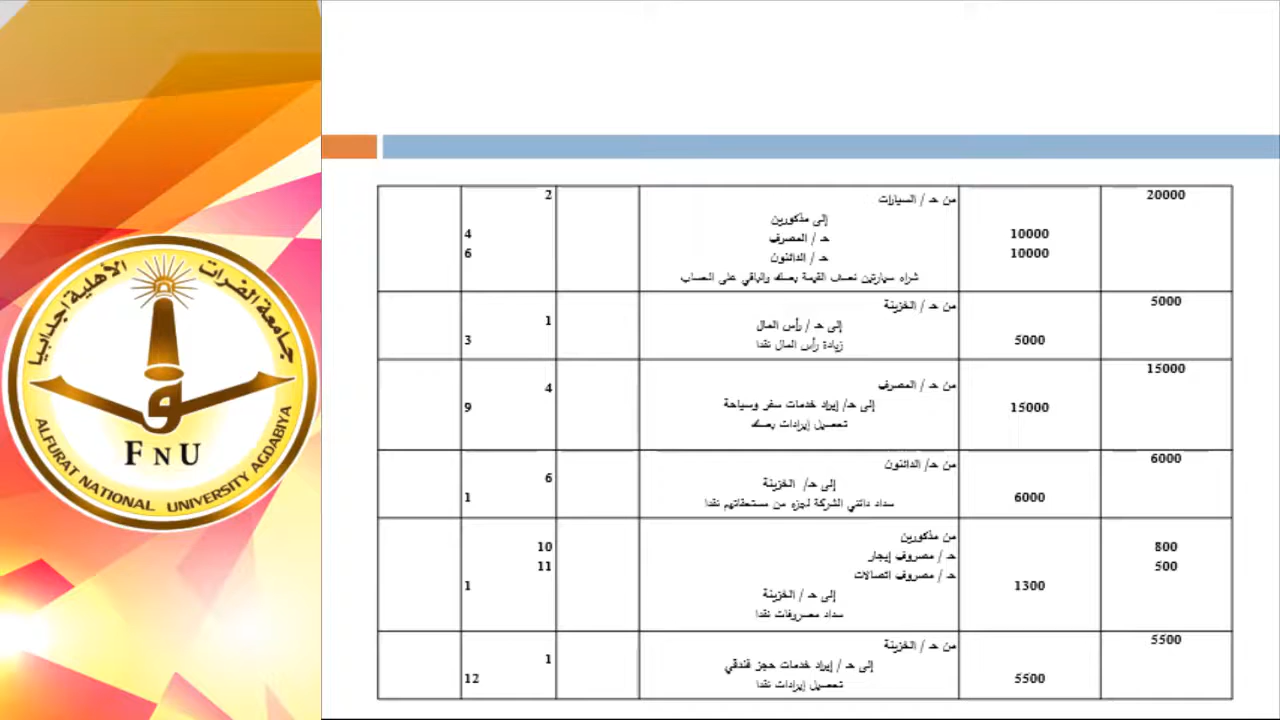 جامعة الفرات الأهلية اجدابيا
FNU
ALFURAT NATIONAL UNIVERSITY AGDABIYA
20000 من حـ / السيارات 2
إلى مذكورين
10000 حـ / المصرف 4
10000 حـ / الدائنون 6
شراء سيارتين نصف القيمة بصك والباقي على الحساب
5000 من حـ / الخزينة
إلى حـ / رأس المال 1
5000 زيادة رأس المال نقدا 3
15000
من حـ / المصرف 4
15000 إلى حـ/ إيراد خدمات سفر وسياحة 9
تحصيل إيرادات بصك
6000 من حـ/ الدائنون
إلى حـ/ الخزينة 6
6000 سداد دائني الشركة لجزء من مستحقاتهم نقدا 1
من مذكورين
800 حـ / مصروف إيجار 10
500 حـ / مصروف اتصالات 11
1300 إلى حـ / الخزينة 1
سداد مصروفات نقدا
5500 من حـ / الخزينة
إلى حـ / إيراد خدمات حجز فندقي 1
5500 تحصيل إيرادات نقدا 12